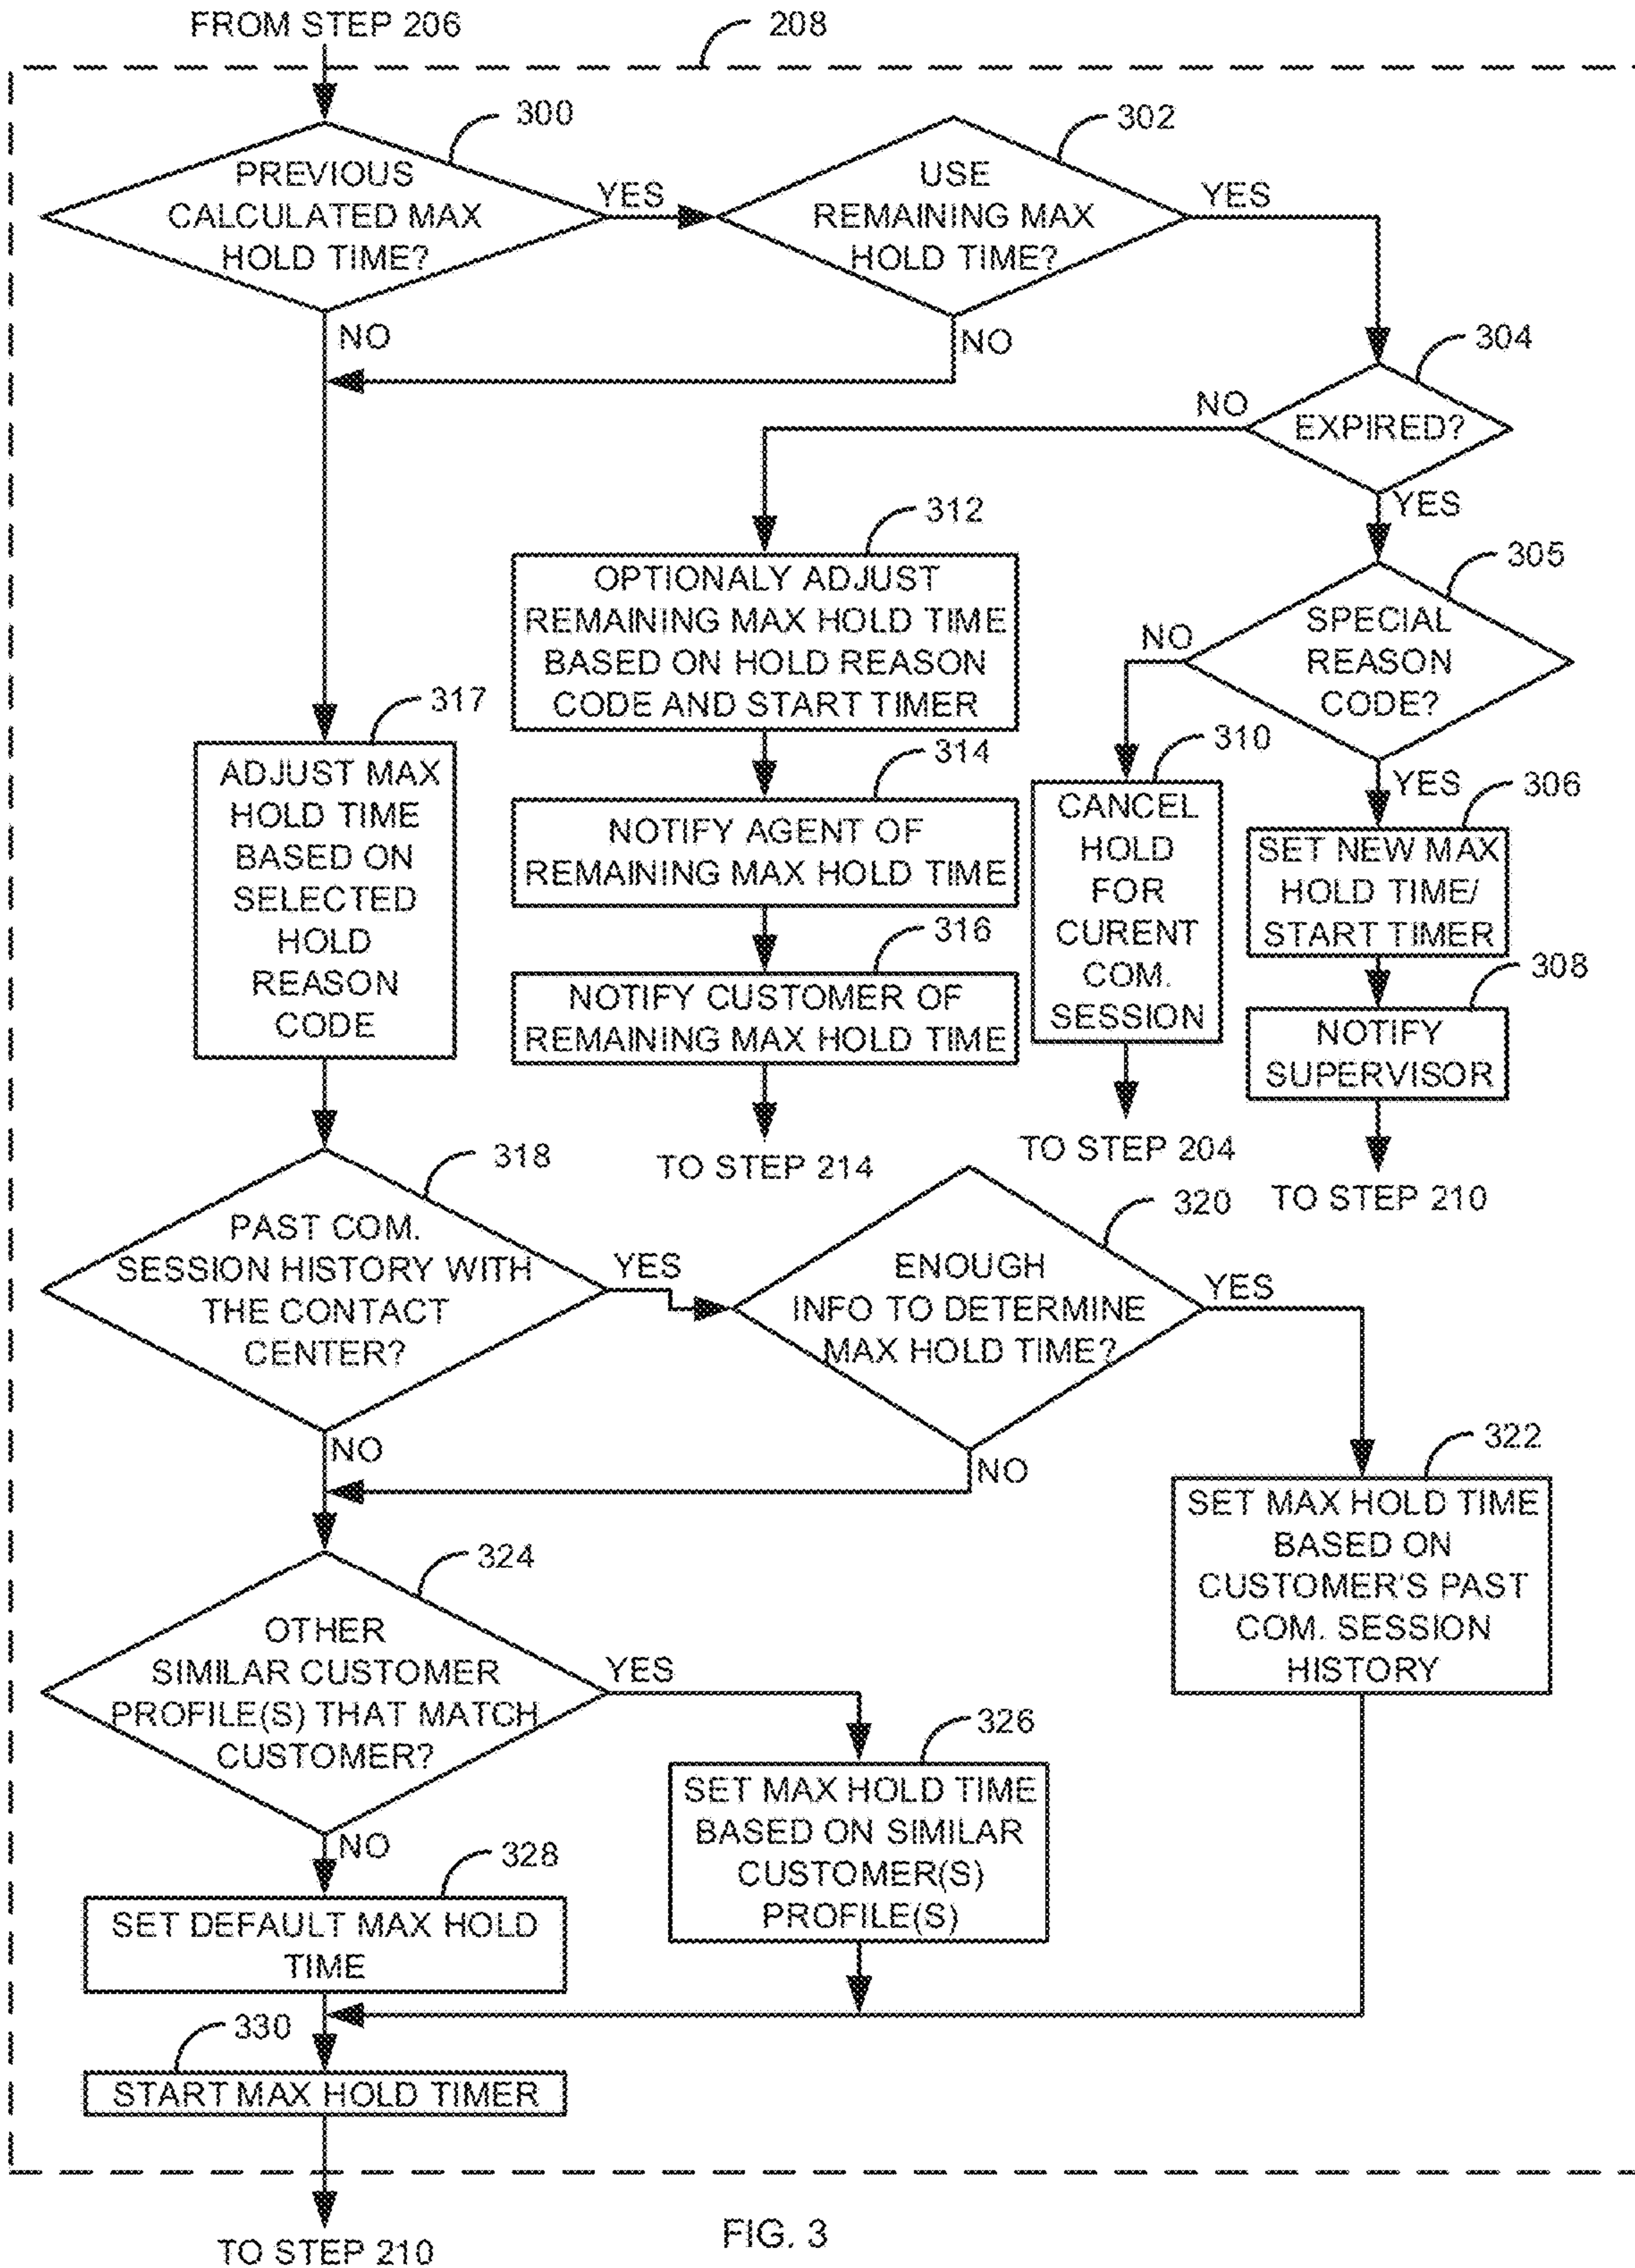 FROM STEP 206
208
300
PREVIOUS
CALCULATED MAX
HOLD TIME?
YES
NO
302
USE
REMAINING MAX
HOLD TIME?
YES
NO
304
EXPIRED?
NO
YES
305
SPECIAL
REASON
CODE?
NO
YES
312
OPTIONALY ADJUST
REMAINING MAX HOLD TIME
BASED ON HOLD REASON
CODE AND START TIMER
314
NOTIFY AGENT OF
REMAINING MAX HOLD TIME
316
NOTIFY CUSTOMER OF
REMAINING MAX HOLD TIME
TO STEP 214
310
CANCEL
HOLD
FOR
CURENT
COM.
SESSION
TO STEP 204
306
SET NEW MAX
HOLD TIME/
START TIMER
308
NOTIFY
SUPERVISOR
TO STEP 210
317
ADJUST MAX
HOLD TIME
BASED ON
SELECTED
HOLD
REASON
CODE
318
PAST COM.
SESSION HISTORY WITH
THE CONTACT
CENTER?
YES
NO
320
ENOUGH
INFO TO DETERMINE
MAX HOLD TIME?
YES
NO
322
SET MAX HOLD TIME
BASED ON
CUSTOMER'S PAST
COM. SESSION
HISTORY
324
OTHER
SIMILAR CUSTOMER
PROFILE(S) THAT MATCH
CUSTOMER?
YES
NO
326
SET MAX HOLD TIME
BASED ON SIMILAR
CUSTOMER(S)
PROFILE(S)
328
SET DEFAULT MAX HOLD
TIME
330
START MAX HOLD TIMER
TO STEP 210
FIG. 3